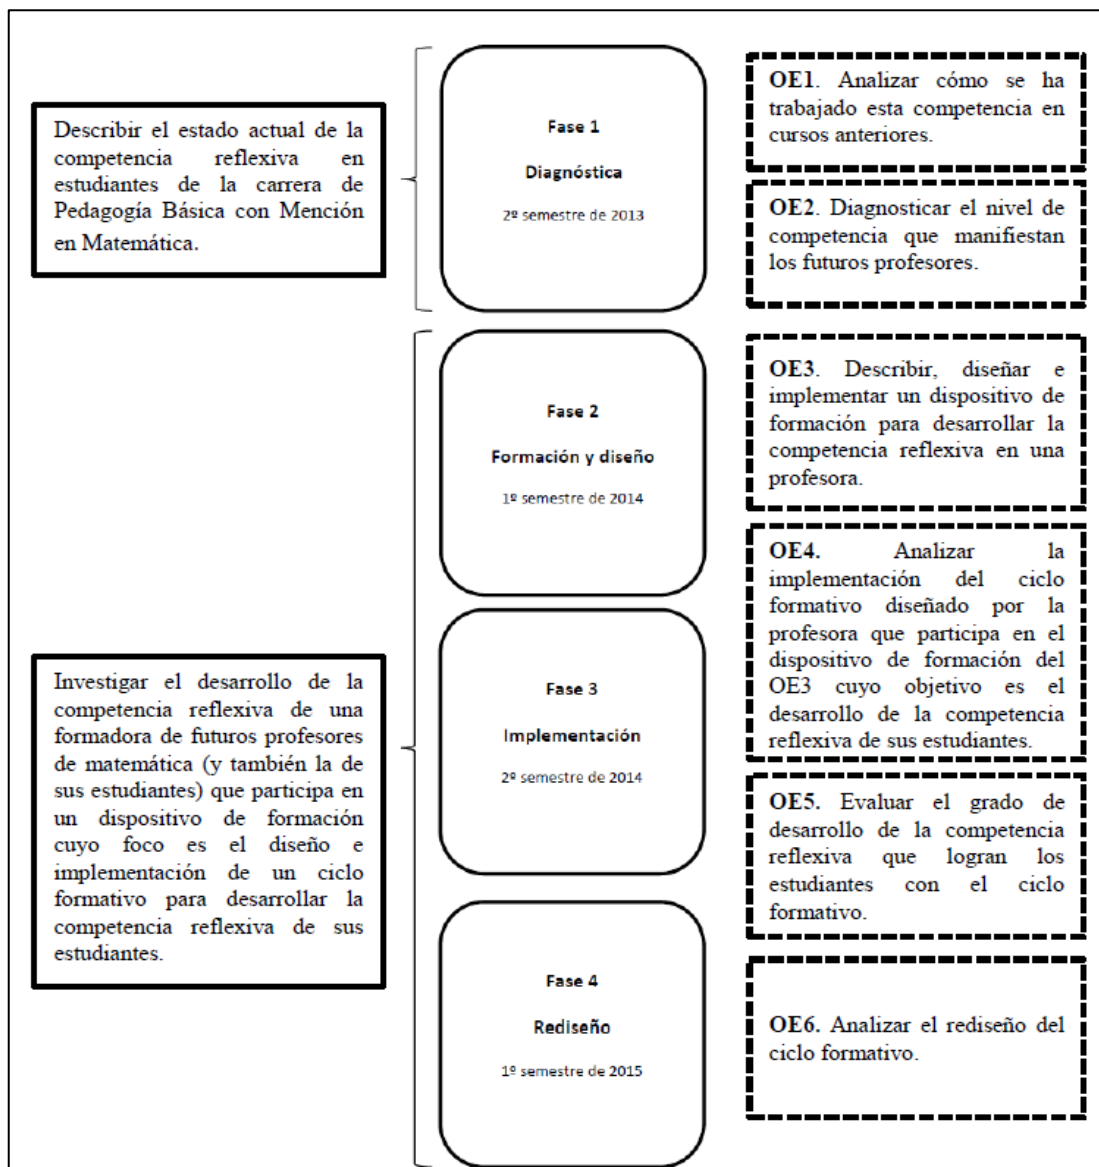 Describir el estado actual de la
competencia reflexiva en
estudiantes de la carrera de
Pedagogía Básica con Mención
en Matemática.
Fase 1
Diagnóstica
2º semestre de 2013
OE1. Analizar cómo se ha
trabajado esta competencia en
cursos anteriores.
OE2. Diagnosticar el nivel de
competencia que manifiestan
los futuros profesores.
Investigar el desarrollo de la
competencia reflexiva de una
formadora de futuros profesores
de matemática (y también la de
sus estudiantes) que participa en
un dispositivo de formación
cuyo foco es el diseño e
implementación de un ciclo
formativo para desarrollar la
competencia reflexiva de sus
estudiantes.
Fase 2
Formación y diseño
1º semestre de 2014
OE3. Describir, diseñar e
implementar un dispositivo de
formación para desarrollar la
competencia reflexiva en una
profesora.
Fase 3
Implementación
2º semestre de 2014
OE4. Analizar la
implementación del ciclo
formativo diseñado por la
profesora que participa en el
dispositivo de formación del
OE3 cuyo objetivo es el
desarrollo de la competencia
reflexiva de sus estudiantes.
OE5. Evaluar el grado de
desarrollo de la competencia
reflexiva que logran los
estudiantes con el ciclo
formativo.
Fase 4
Rediseño
1º semestre de 2015
OE6. Analizar el rediseño del
ciclo formativo.